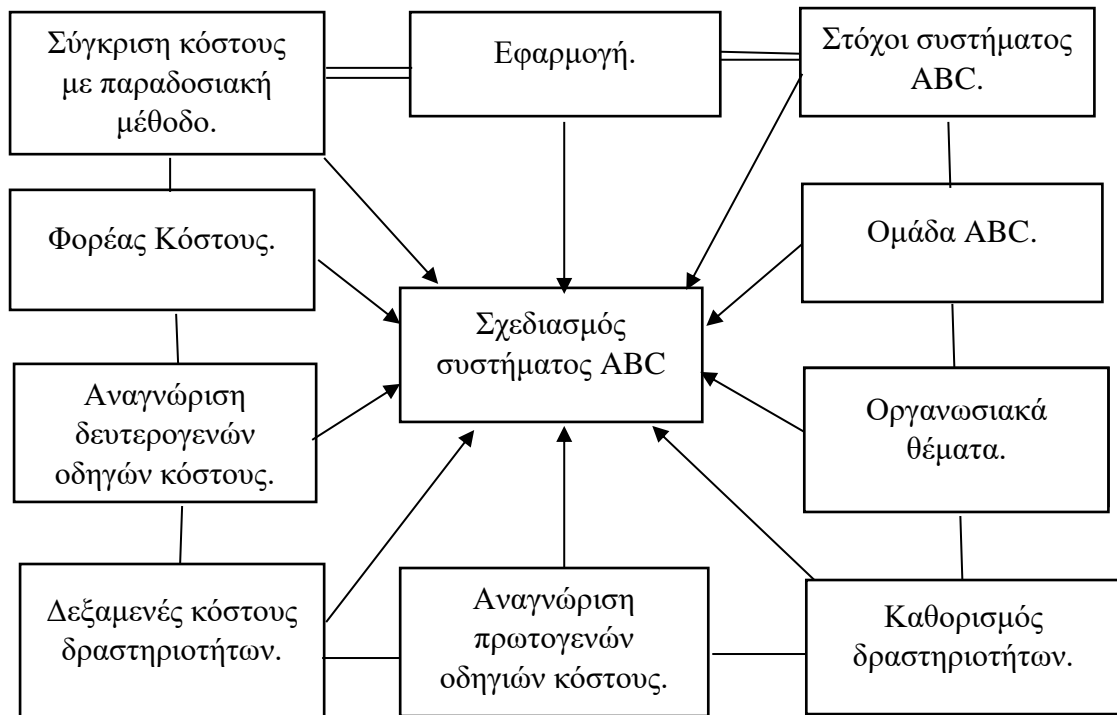 Σύγκριση κόστους
με παραδοσιακή
μέθοδο.
Εφαρμογή.
Στόχοι συστήματος
ABC.
Φορέας Κόστους.
Ομάδα ABC.
Σχεδιασμός
συστήματος ABC
Αναγνώριση
δευτερογενών
οδηγών κόστους.
Οργανωσιακά
θέματα.
Δεξαμενές κόστους
δραστηριοτήτων.
Αναγνώριση
πρωτογενών
οδηγιών κόστους.
Καθορισμός
δραστηριοτήτων.